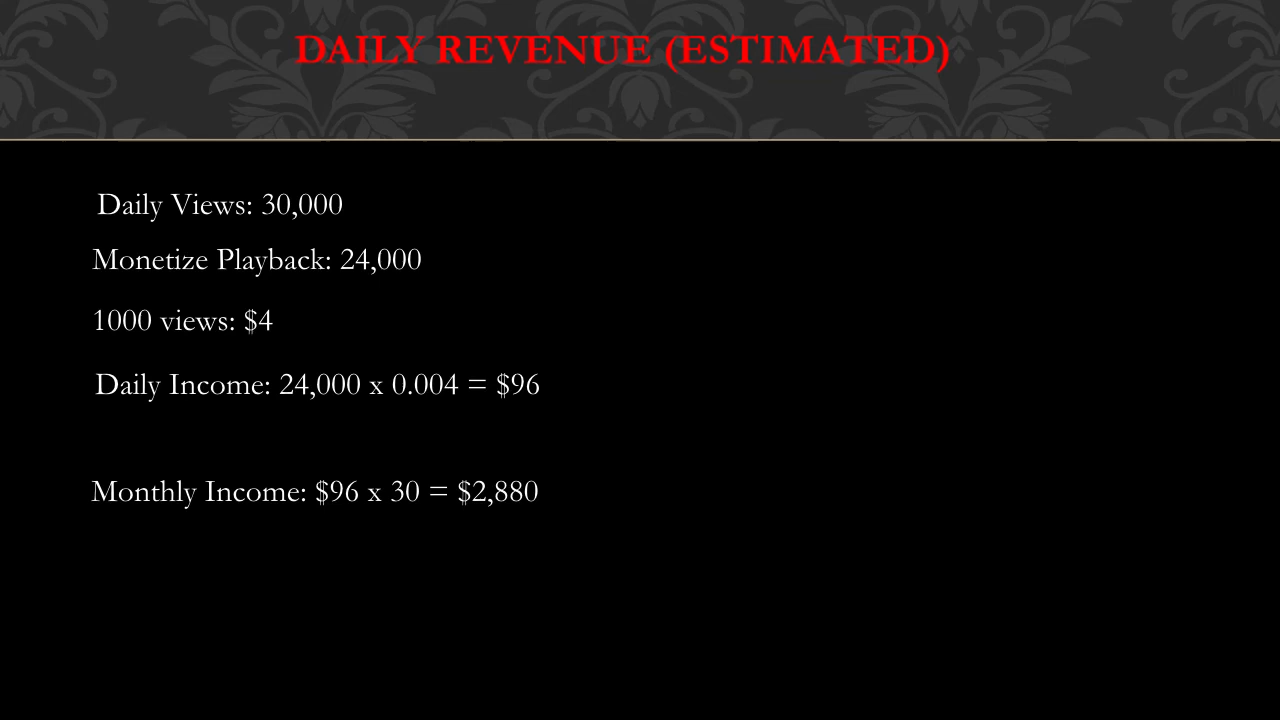 DAILY REVENUE (ESTIMATED)
Daily Views: 30,000
Monetize Playback: 24,000
1000 views: $4
Daily Income: 24,000 x 0.004 = $96
Monthly Income: $96 x 30 = $2,880